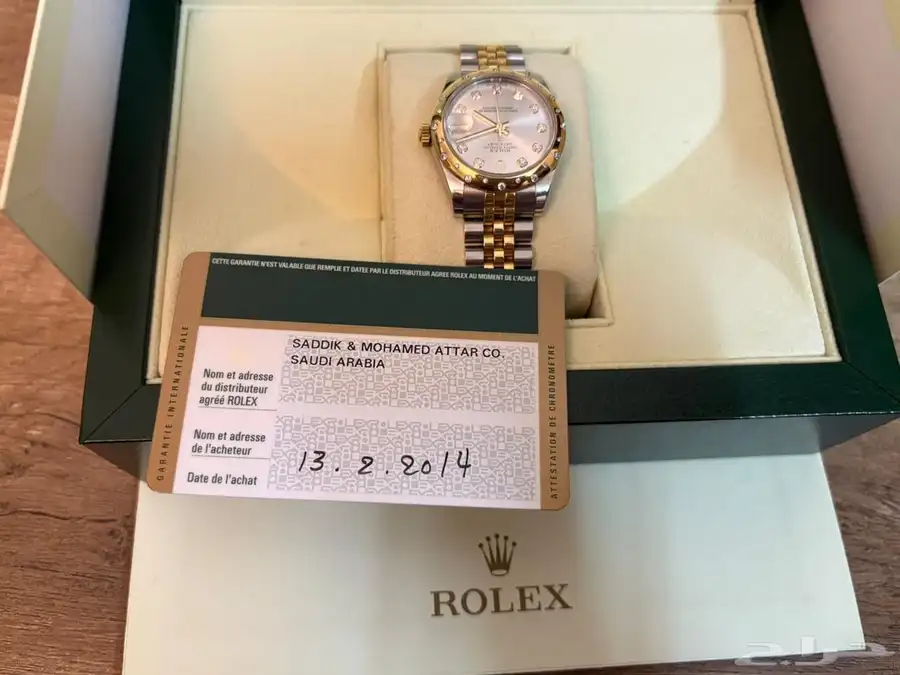 CETTE GARANTIE N'EST VALABLE QUE REMPLIE ET DATEE PAR LE DISTRIBUTEUR AGREE ROLEX AU MOMENT DE L'ACHAT
GARANTIE INTERNATIONALE
SADDIK & MOHAMED ATTAR CO.
SAUDI ARABIA
Nom et adresse
du distributeur
agréé ROLEX
Nom et adresse
de l'acheteur
Date de l'achat
13.2.2014
ATTESTATION DE CHRONOMETRE
ROLEX
حراج